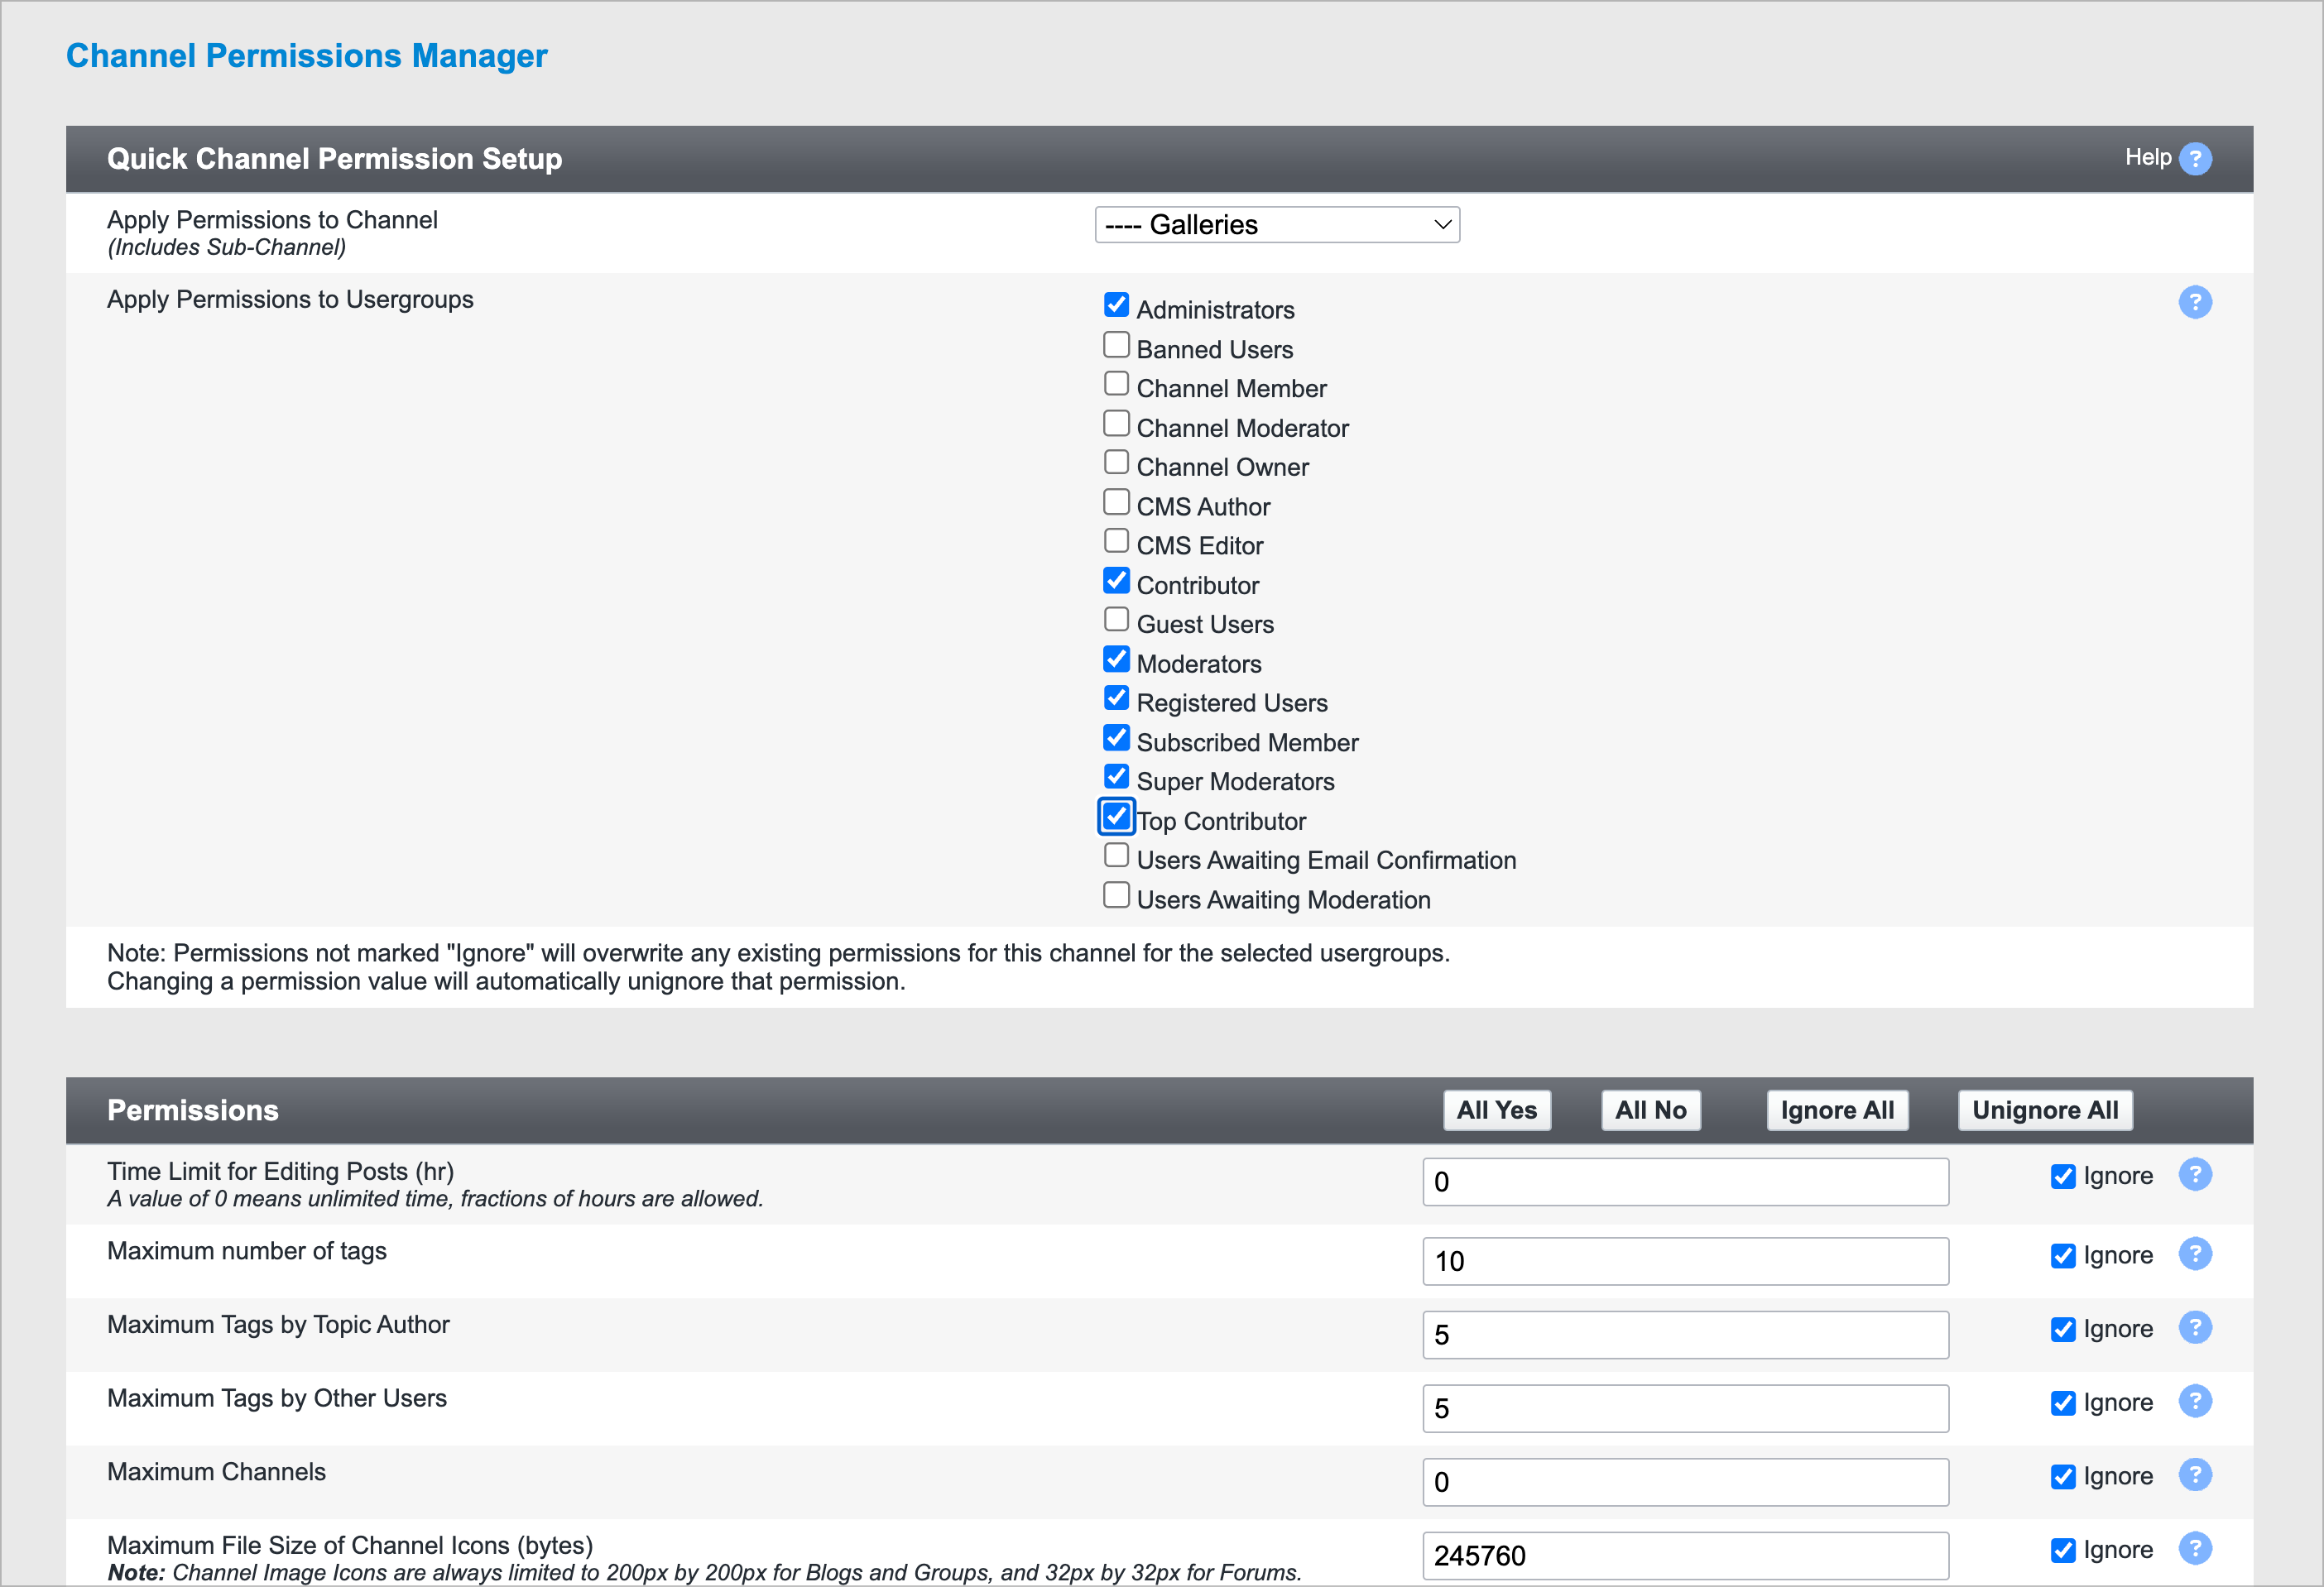 Channel Permissions Manager
Quick Channel Permission Setup
Help ?
Apply Permissions to Channel
(Includes Sub-Channel)
---- Galleries
Apply Permissions to Usergroups
?
Administrators
Banned Users
Channel Member
Channel Moderator
Channel Owner
CMS Author
CMS Editor
Contributor
Guest Users
Moderators
Registered Users
Subscribed Member
Super Moderators
Top Contributor
Users Awaiting Email Confirmation
Users Awaiting Moderation
Note: Permissions not marked "Ignore" will overwrite any existing permissions for this channel for the selected usergroups.
Changing a permission value will automatically unignore that permission.
Permissions
All Yes
All No
Ignore All
Unignore All
Time Limit for Editing Posts (hr)
A value of 0 means unlimited time, fractions of hours are allowed.
0
Ignore ?
Maximum number of tags
10
Ignore ?
Maximum Tags by Topic Author
5
Ignore ?
Maximum Tags by Other Users
5
Ignore ?
Maximum Channels
0
Ignore ?
Maximum File Size of Channel Icons (bytes)
Note: Channel Image Icons are always limited to 200px by 200px for Blogs and Groups, and 32px by 32px for Forums.
245760
Ignore ?